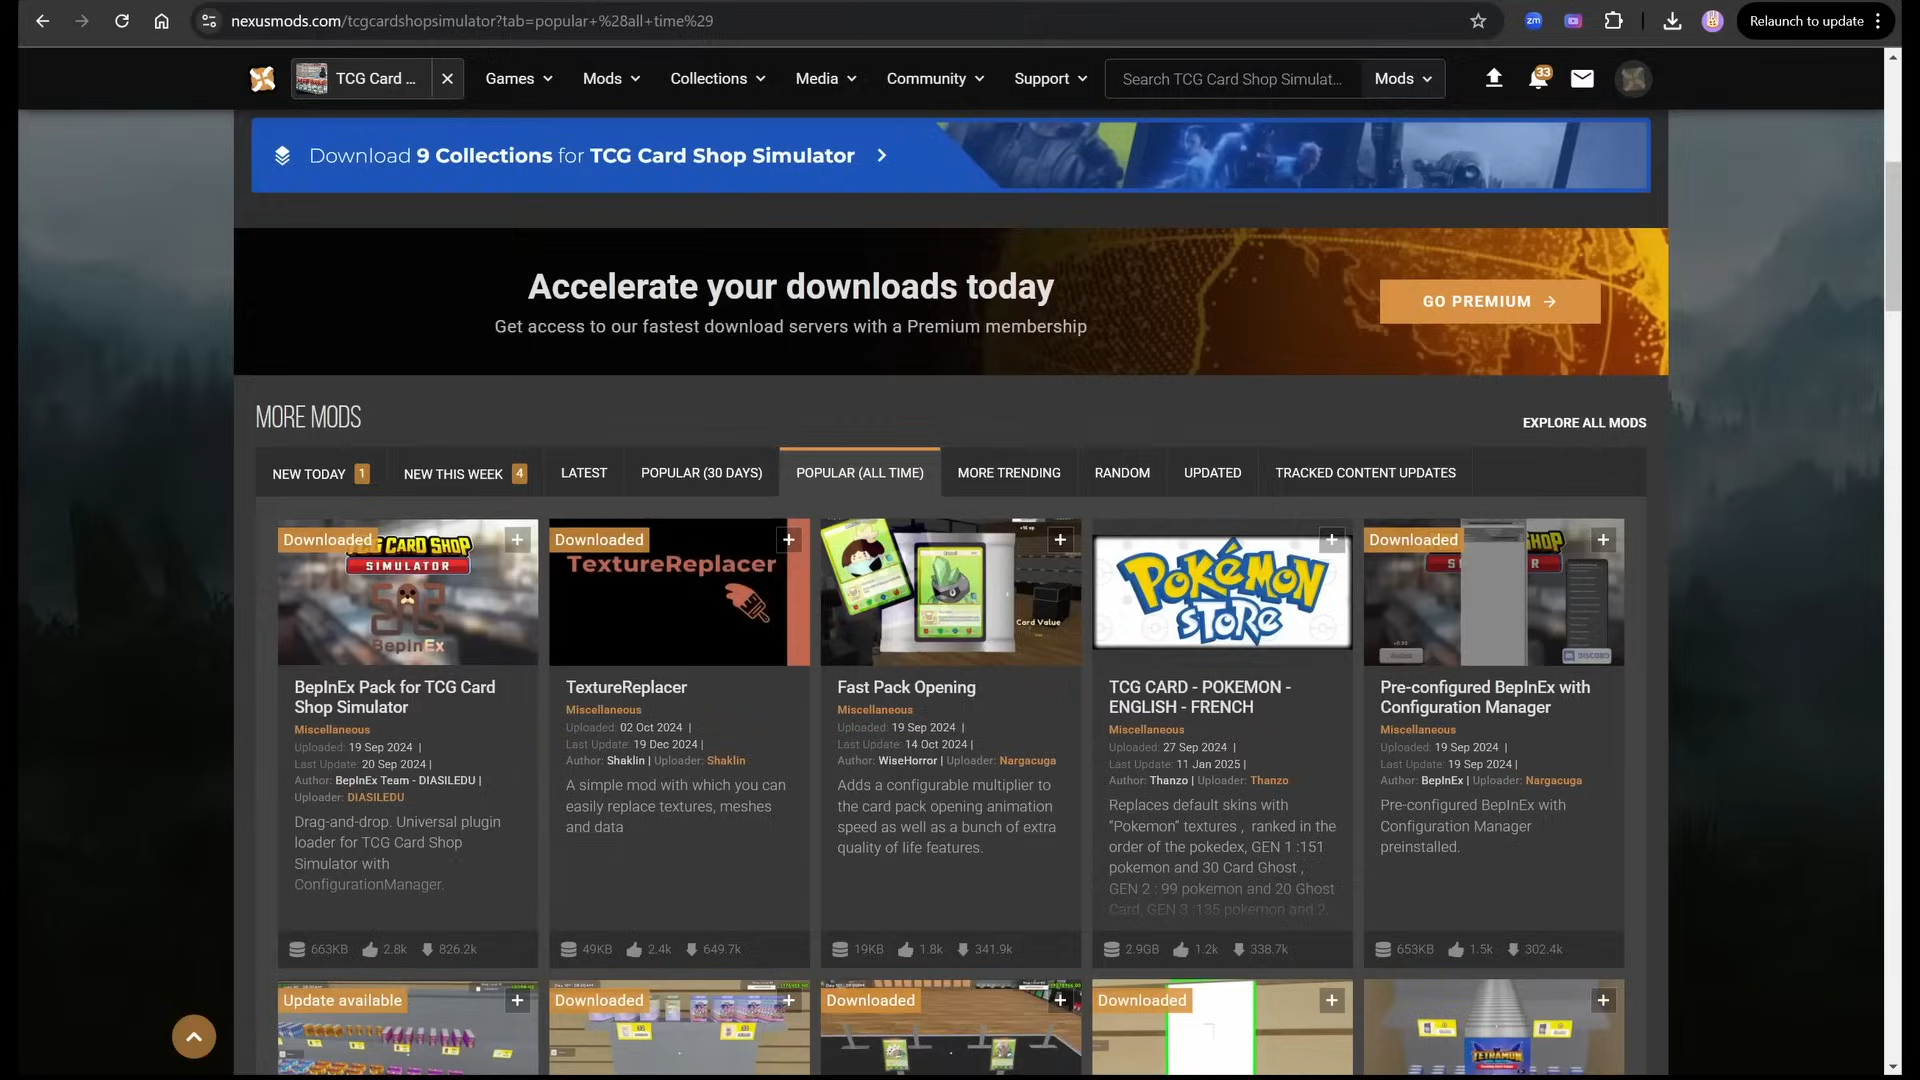 nexusmods.com/tcgcardshopsimulator?tab=popular+%28all+time%29
zm
Relaunch to update
TCG Card ...
Games
Mods
Collections
Media
Community
Support
Search TCG Card Shop Simulat...
Mods
33
Download 9 Collections for TCG Card Shop Simulator
Accelerate your downloads today
Get access to our fastest download servers with a Premium membership
GO PREMIUM
MORE MODS
EXPLORE ALL MODS
NEW TODAY 1
NEW THIS WEEK 4
LATEST
POPULAR (30 DAYS)
POPULAR (ALL TIME)
MORE TRENDING
RANDOM
UPDATED
TRACKED CONTENT UPDATES
Downloaded
CARD SHOP
SIMULATOR
BepInEx
BepInEx Pack for TCG Card
Shop Simulator
Miscellaneous
Uploaded: 19 Sep 2024 |
Last Update: 20 Sep 2024 |
Author: BepInEx Team - DIASILEDU |
Uploader: DIASILEDU
Drag-and-drop. Universal plugin
loader for TCG Card Shop
Simulator with
ConfigurationManager.
663KB 2.8k 826.2k
Downloaded
TextureReplacer
TextureReplacer
Miscellaneous
Uploaded: 02 Oct 2024 |
Last Update: 19 Dec 2024 |
Author: Shaklin | Uploader: Shaklin
A simple mod with which you can
easily replace textures, meshes
and data
49KB 2.4k 649.7k
Card Value
Fast Pack Opening
Miscellaneous
Uploaded: 19 Sep 2024 |
Last Update: 14 Oct 2024 |
Author: WiseHorror | Uploader: Nargacuga
Adds a configurable multiplier to
the card pack opening animation
speed as well as a bunch of extra
quality of life features.
19KB 1.8k 341.9k
POKéMON
STORE
TCG CARD - POKEMON -
ENGLISH - FRENCH
Miscellaneous
Uploaded: 27 Sep 2024 |
Last Update: 11 Jan 2025 |
Author: Thanzo | Uploader: Thanzo
Replaces default skins with
“Pokemon” textures , ranked in the
order of the pokedex, GEN 1 :151
pokemon and 30 Card Ghost ,
GEN 2 : 99 pokemon and 20 Ghost
Card, GEN 3 :135 pokemon and 2.
2.9GB 1.2k 338.7k
Downloaded
DISCORD
Pre-configured BepInEx with
Configuration Manager
Miscellaneous
Uploaded: 19 Sep 2024 |
Last Update: 19 Sep 2024 |
Author: BepInEx | Uploader: Nargacuga
Pre-configured BepInEx with
Configuration Manager
preinstalled.
653KB 1.5k 302.4k
Update available
Downloaded
Downloaded
Downloaded
TETRAMON